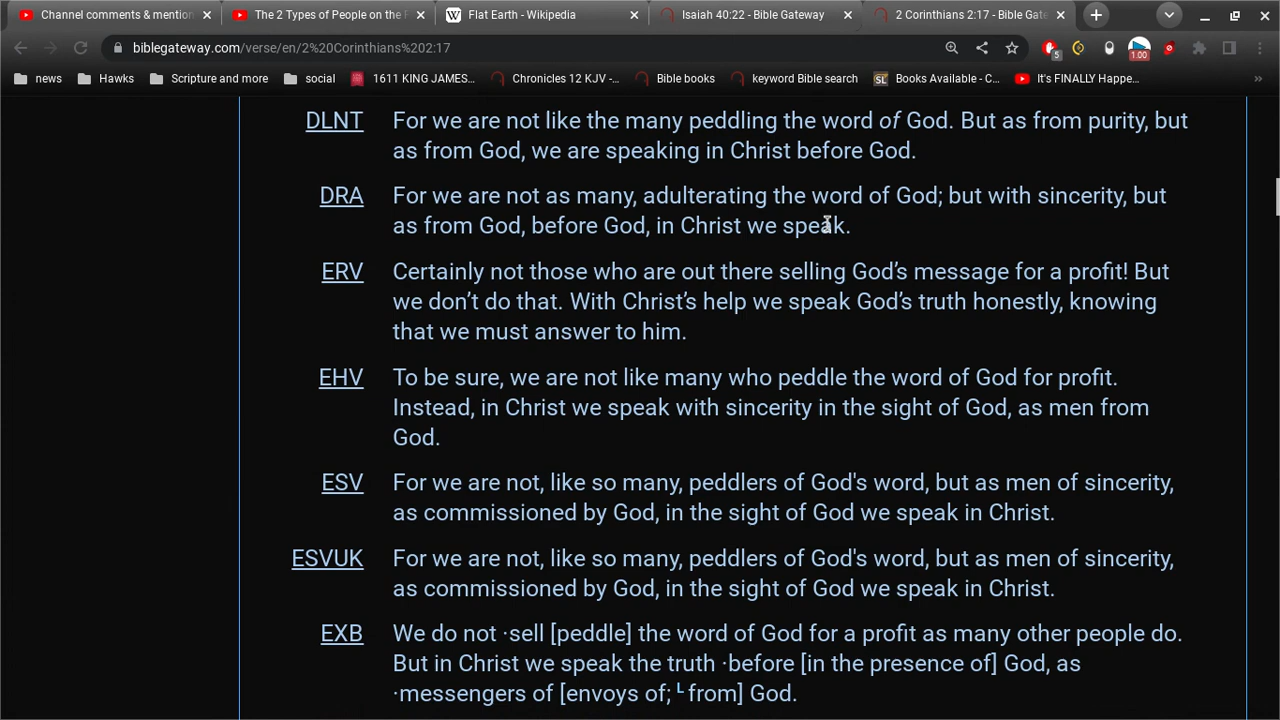 Channel comments & mention
The 2 Types of People on the F
Flat Earth - Wikipedia
Isaiah 40:22 - Bible Gateway
2 Corinthians 2:17 - Bible Gate
biblegateway.com/verse/en/2%20Corinthians%202:17
5
1.00
news
Hawks
Scripture and more
social
1611 KING JAMES...
Chronicles 12 KJV -...
Bible books
keyword Bible search
SL
Books Available - C...
It's FINALLY Happe...
»
DLNT For we are not like the many peddling the word of God. But as from purity, but
as from God, we are speaking in Christ before God.
DRA For we are not as many, adulterating the word of God; but with sincerity, but
as from God, before God, in Christ we speak.
ERV Certainly not those who are out there selling God’s message for a profit! But
we don’t do that. With Christ’s help we speak God’s truth honestly, knowing
that we must answer to him.
EHV To be sure, we are not like many who peddle the word of God for profit.
Instead, in Christ we speak with sincerity in the sight of God, as men from
God.
ESV For we are not, like so many, peddlers of God's word, but as men of sincerity,
as commissioned by God, in the sight of God we speak in Christ.
ESVUK For we are not, like so many, peddlers of God's word, but as men of sincerity,
as commissioned by God, in the sight of God we speak in Christ.
EXB We do not ·sell [peddle] the word of God for a profit as many other people do.
But in Christ we speak the truth ·before [in the presence of] God, as
·messengers of [envoys of; ᴸfrom] God.